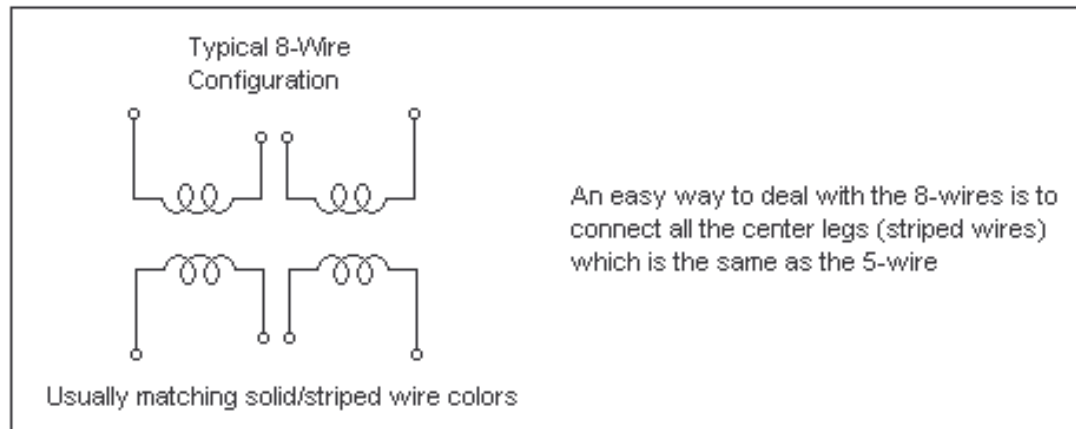 Typical 8-Wire
Configuration
An easy way to deal with the 8-wires is to
connect all the center legs (striped wires)
which is the same as the 5-wire
Usually matching solid/striped wire colors